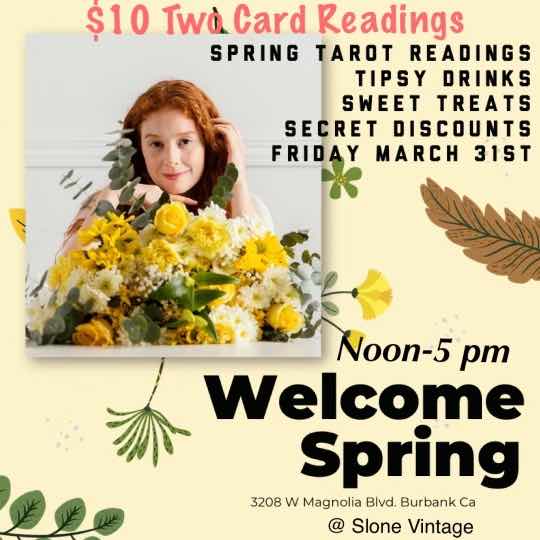 $10 Two Card Readings
SPRING TAROT READINGS
TIPSY DRINKS
SWEET TREATS
SECRET DISCOUNTS
FRIDAY MARCH 31ST
Noon-5 pm
Welcome
Spring
3208 W Magnolia Blvd. Burbank Ca
@ Slone Vintage